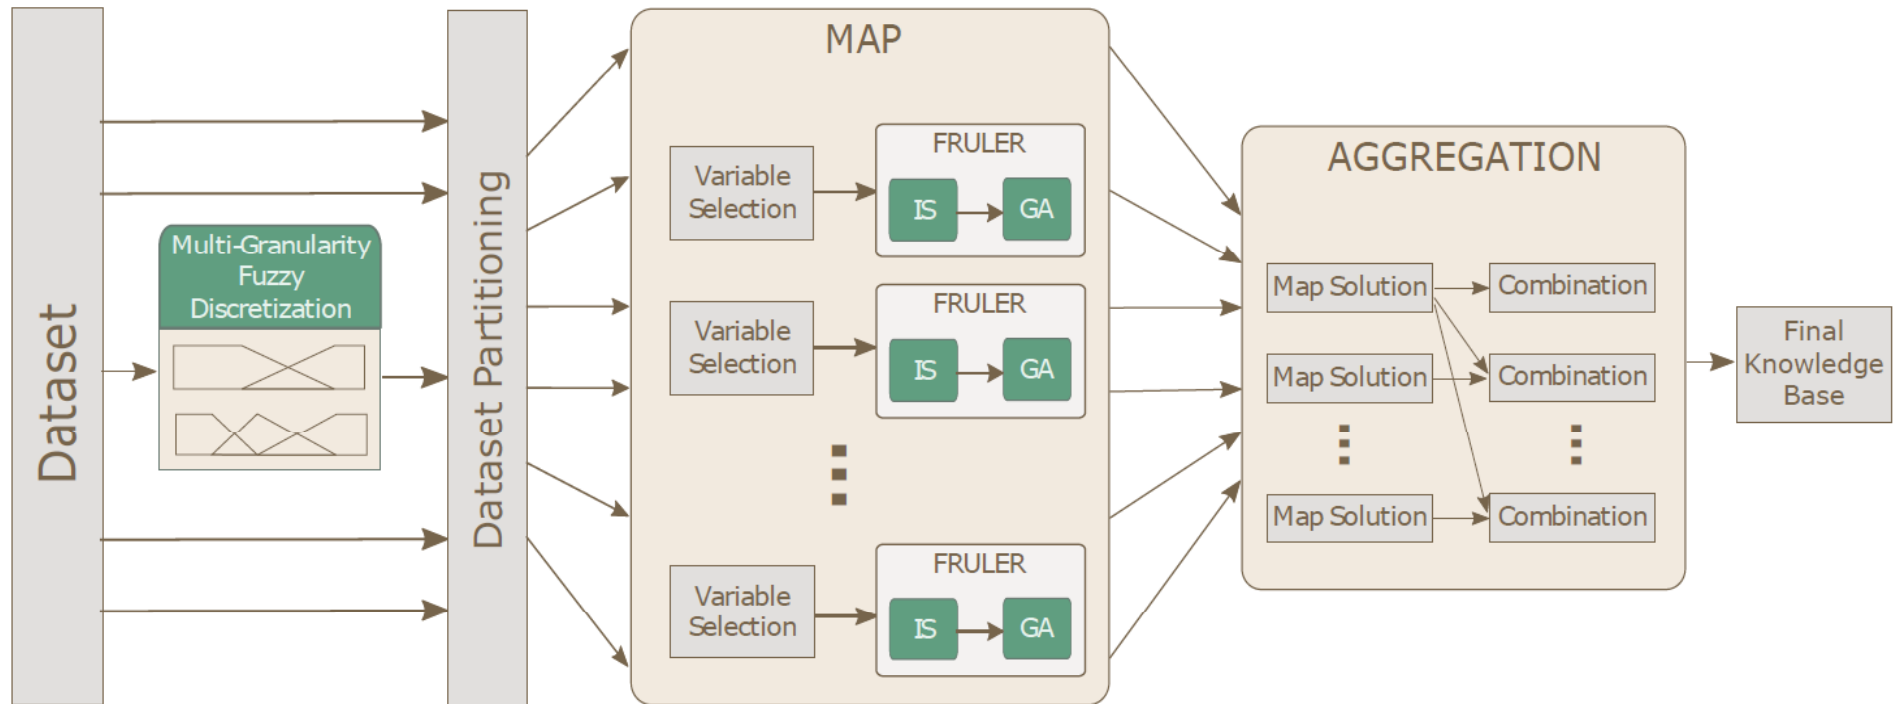 Dataset
Multi-Granularity
Fuzzy
Discretization
Dataset Partitioning
MAP
Variable
Selection
FRULER
IS
GA
Variable
Selection
FRULER
IS
GA
Variable
Selection
FRULER
IS
GA
AGGREGATION
Map Solution
Combination
Map Solution
Combination
Map Solution
Combination
Final
Knowledge
Base